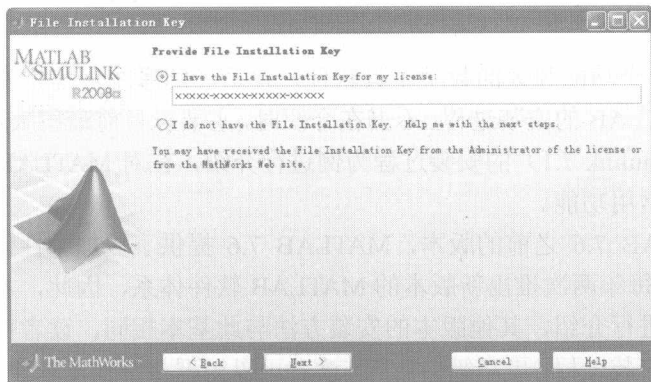 File Installation Key
MATLAB
&SIMULINK
R2008a
Provide File Installation Key
I have the File Installation Key for my license:
xxxxx-xxxxx-xxxxx-xxxxx
I do not have the File Installation Key. Help me with the next steps.
You may have received the File Installation Key from the Administrator of the license or
from the MathWorks Web site.
The MathWorks
< Back
Next >
Cancel
Help